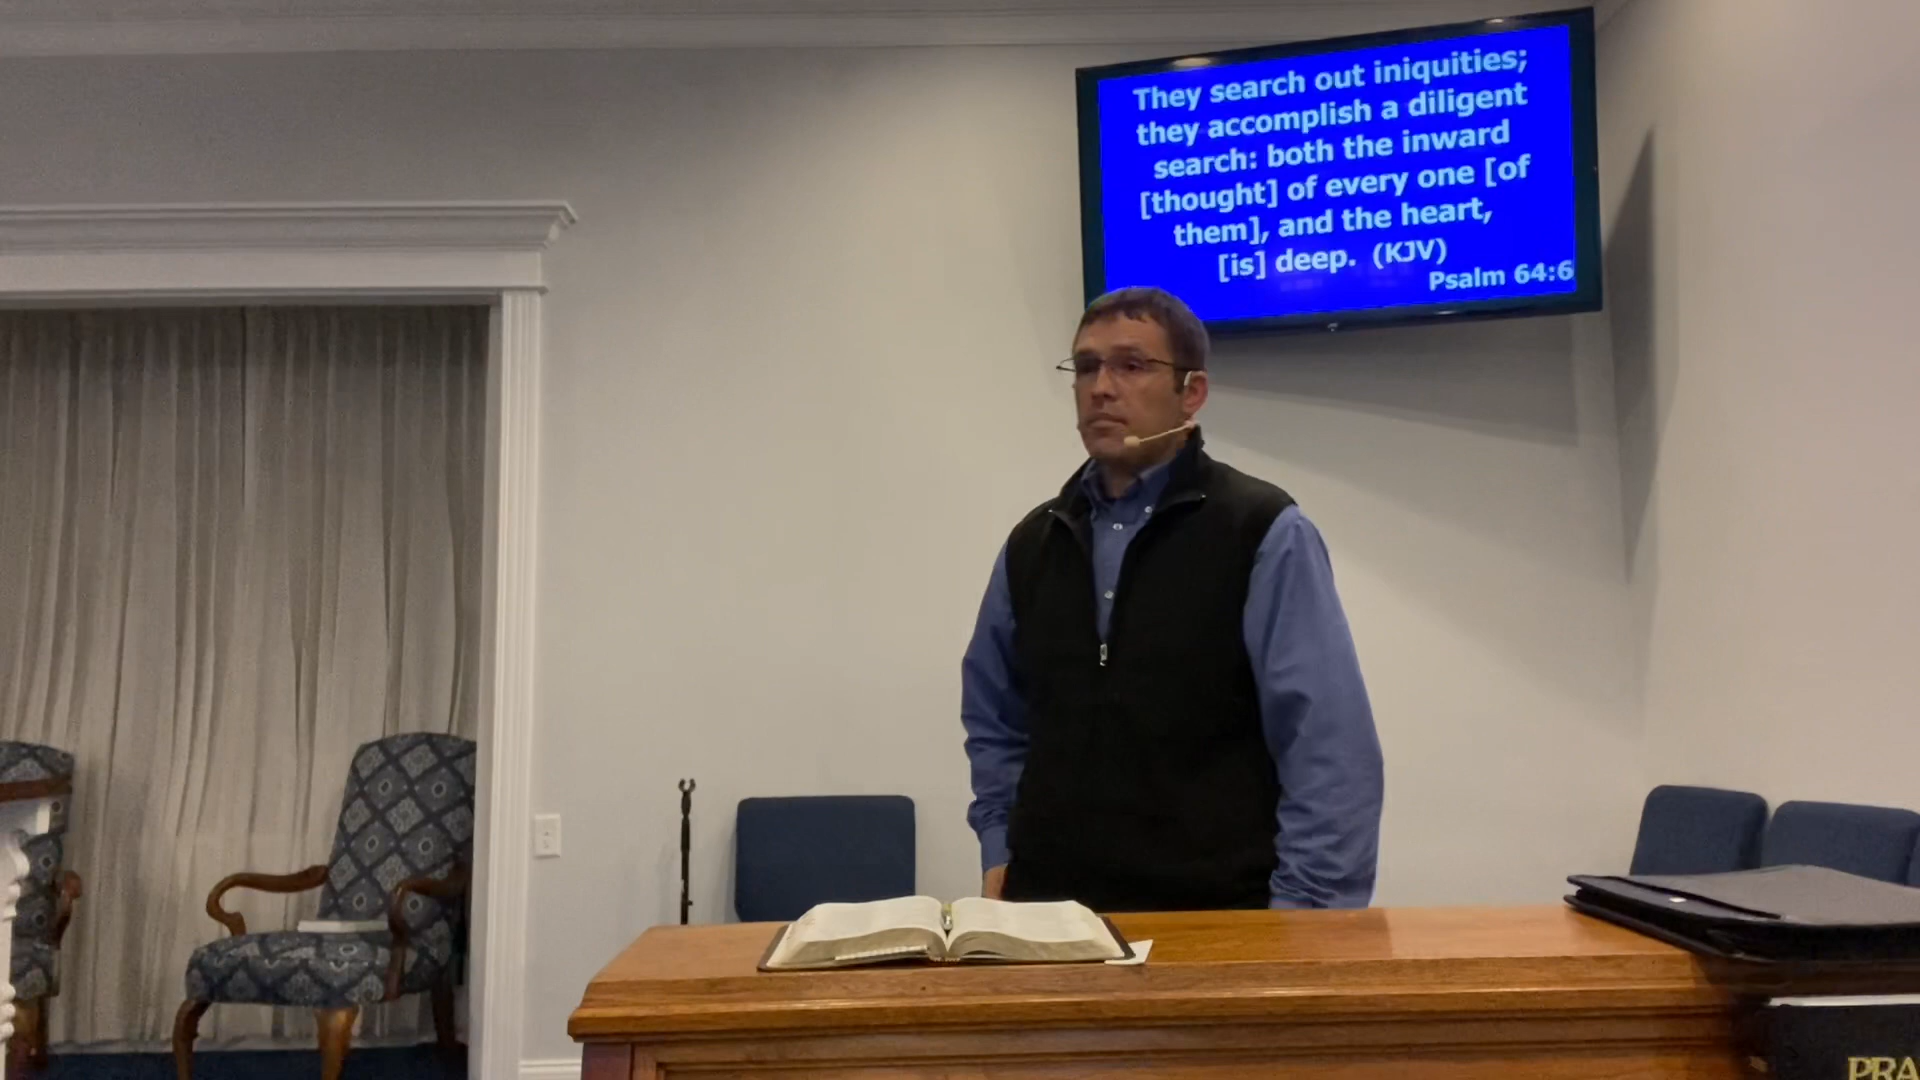 They search out iniquities;
they accomplish a diligent
search: both the inward
[thought] of every one [of
them], and the heart,
[is] deep. (KJV)
Psalm 64:6
PRA